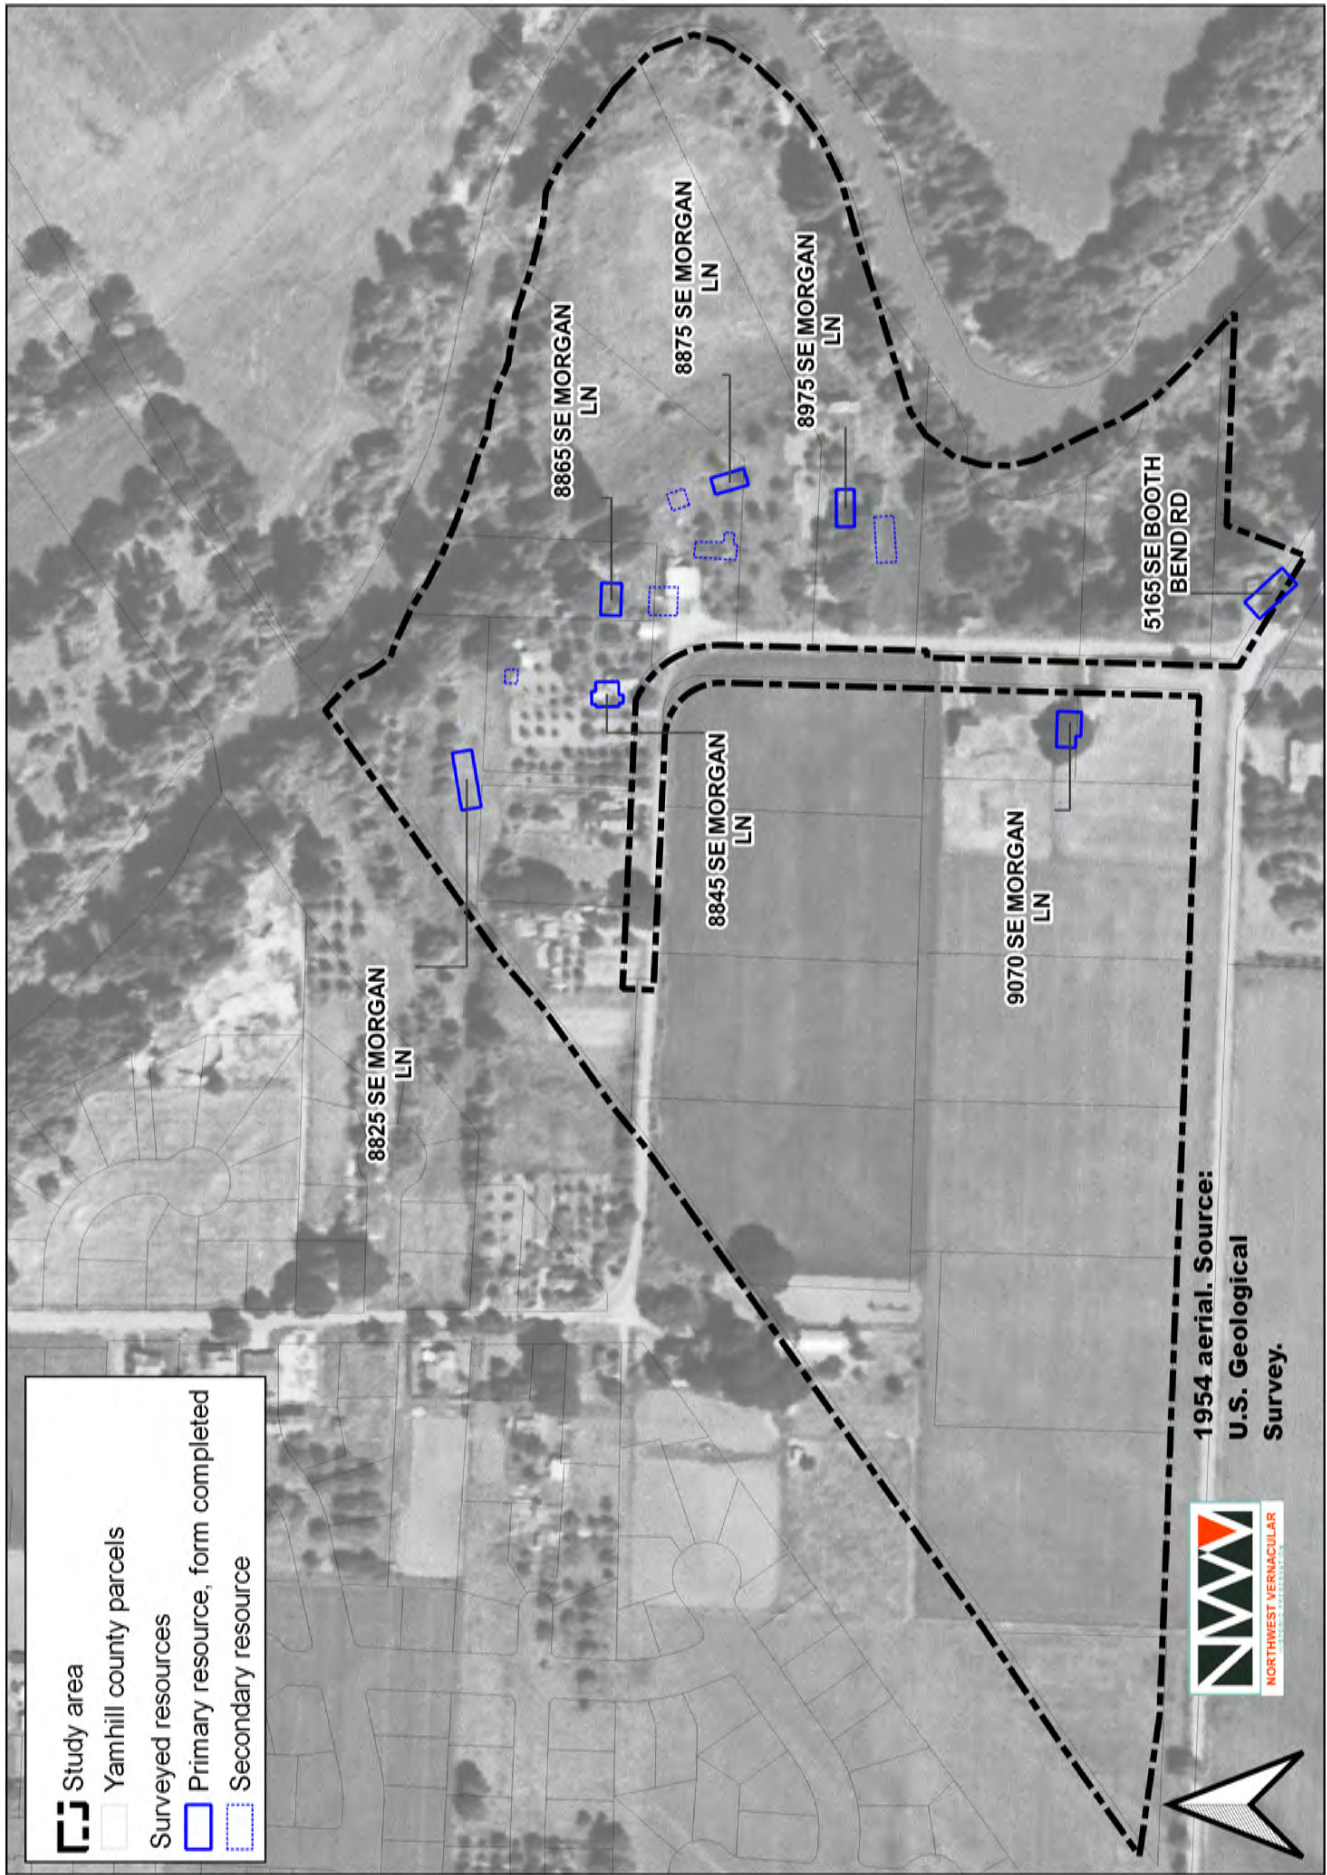 Study area
Yamhill county parcels
Surveyed resources
Primary resource, form completed
Secondary resource
8825 SE MORGAN
LN
8865 SE MORGAN
LN
8875 SE MORGAN
LN
8975 SE MORGAN
LN
8845 SE MORGAN
LN
9070 SE MORGAN
LN
5165 SE BOOTH
BEND RD
1954 aerial. Source:
U.S. Geological
Survey.
NWV
NORTHWEST VERNACULAR